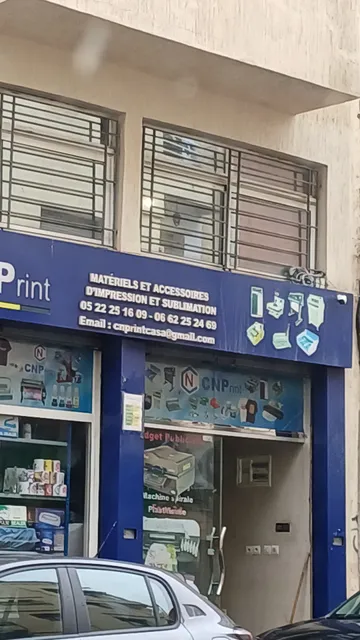 Print
MATÉRIELS ET ACCESSOIRES
D'IMPRESSION ET SUBLIMATION
05 22 25 16 09 - 06 62 25 24 69
Email : cnprintcasa@gmail.com
N
CNP
N
CNPrint
Machine